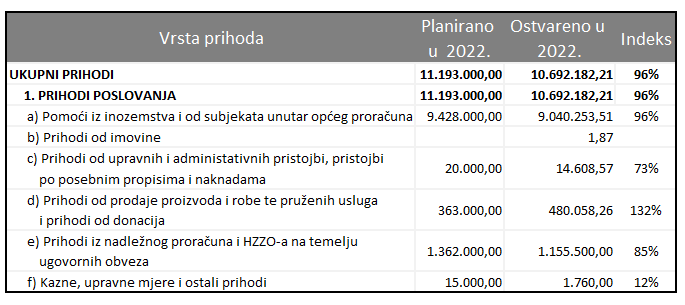 Vrsta prihoda Planirano u 2022. Ostvareno u 2022. Indeks
UKUPNI PRIHODI 11.193.000,00 10.692.182,21 96%
1. PRIHODI POSLOVANJA 11.193.000,00 10.692.182,21 96%
a) Pomoći iz inozemstva i od subjekata unutar općeg proračuna 9.428.000,00 9.040.253,51 96%
b) Prihodi od imovine 1,87
c) Prihodi od upravnih i administativnih pristojbi, pristojbi
po posebnim propisima i naknadama 20.000,00 14.608,57 73%
d) Prihodi od prodaje proizvoda i robe te pruženih usluga
i prihodi od donacija 363.000,00 480.058,26 132%
e) Prihodi iz nadležnog proračuna i HZZO-a na temelju
ugovornih obveza 1.362.000,00 1.155.500,00 85%
f) Kazne, upravne mjere i ostali prihodi 15.000,00 1.760,00 12%